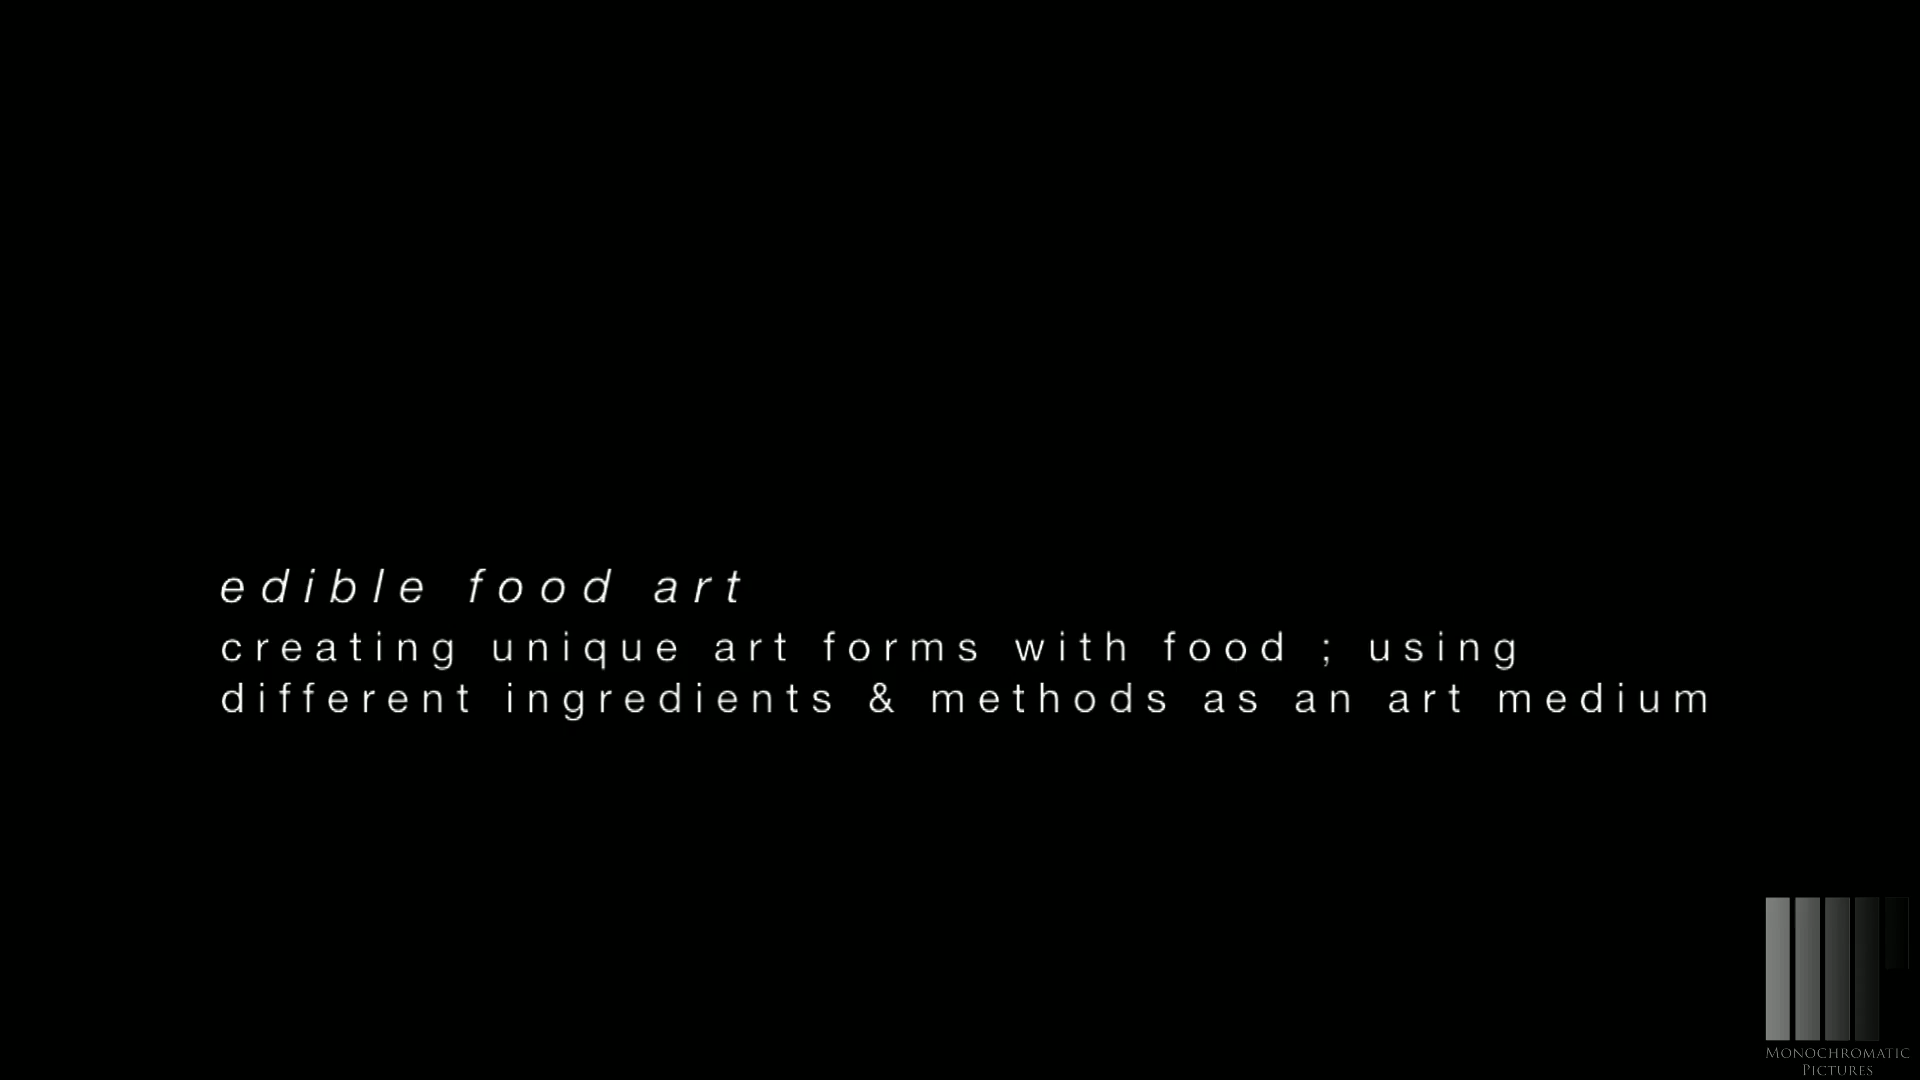 edible food art
creating unique art forms with food ; using
different ingredients & methods as an art medium
MONOCHROMATIC
PICTURES